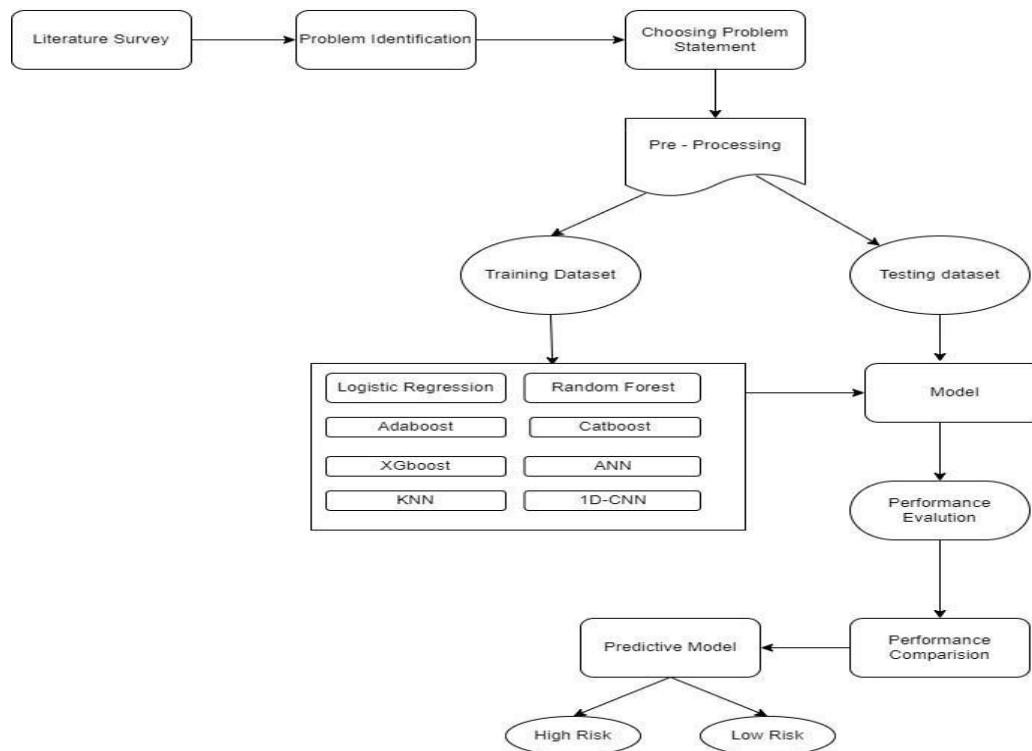 Literature Survey
Problem Identification
Choosing Problem
Statement
Pre - Processing
Training Dataset
Testing dataset
Logistic Regression
Random Forest
Adaboost
Catboost
XGboost
ANN
KNN
1D-CNN
Model
Performance
Evalution
Performance
Comparision
Predictive Model
High Risk
Low Risk